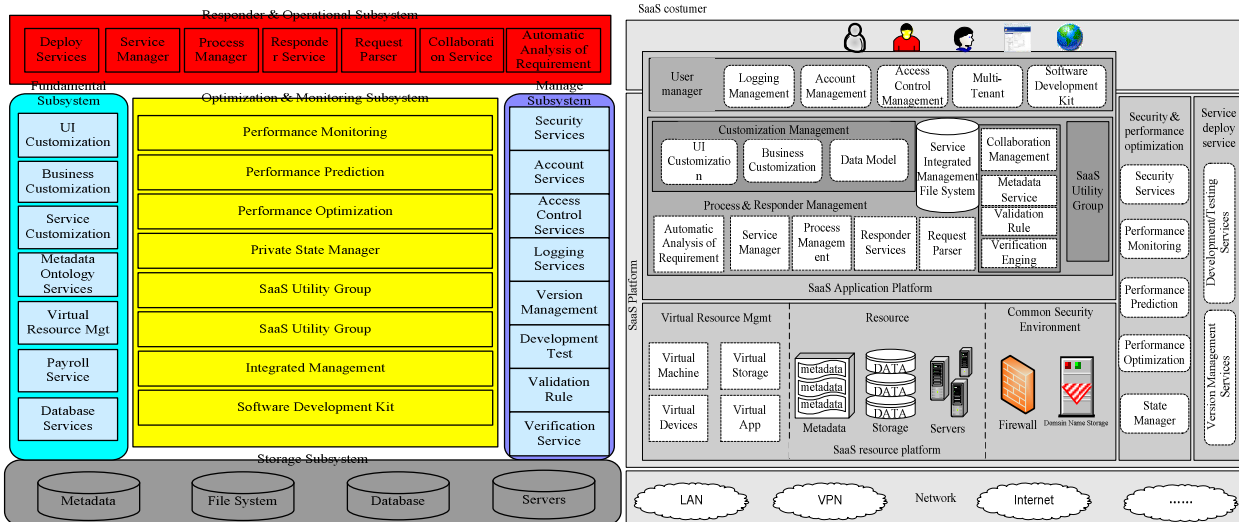 Responder & Operational Subsystem
Deploy
Services
Service
Manager
Process
Manager
Responde
r Service
Request
Parser
Collaborati
on Service
Automatic
Analysis of
Requirement
Fundamental
Subsystem
UI
Customization
Business
Customization
Service
Customization
Metadata
Ontology
Services
Virtual
Resource Mgt
Payroll
Service
Database
Services
Optimization & Monitoring Subsystem
Performance Monitoring
Performance Prediction
Performance Optimization
Private State Manager
SaaS Utility Group
SaaS Utility Group
Integrated Management
Software Development Kit
Manage
Subsystem
Security
Services
Account
Services
Access
Control
Services
Logging
Services
Version
Management
Development
Test
Validation
Rule
Verification
Service
Storage Subsystem
Metadata
File System
Database
Servers
SaaS costumer
SaaS Platform
User
manager
Logging
Management
Account
Management
Access
Control
Management
Multi-
Tenant
Software
Development
Kit
Customization Management
UI
Customizatio
n
Business
Customization
Data Model
Service
Integrated
Management
File System
Collaboration
Management
Metadata
Service
Validation
Rule
Verification
Enging
SaaS
Utility
Group
Process & Responder Management
Automatic
Analysis of
Requirement
Service
Manager
Process
Managem
ent
Responder
Services
Request
Parser
SaaS Application Platform
Virtual Resource Mgmt
Virtual
Machine
Virtual
Storage
Virtual
Devices
Virtual
App
Resource
metadata
metadata
metadata
Metadata
DATA
DATA
DATA
Storage
Servers
Common Security
Environment
Firewall
Domain Name Storage
SaaS resource platform
Security &
performance
optimization
Security
Services
Performance
Monitoring
Performance
Prediction
Performance
Optimization
State
Manager
Service
deploy
service
Development/Testing
Services
Version Management
Services
LAN
VPN
Network
Internet
......